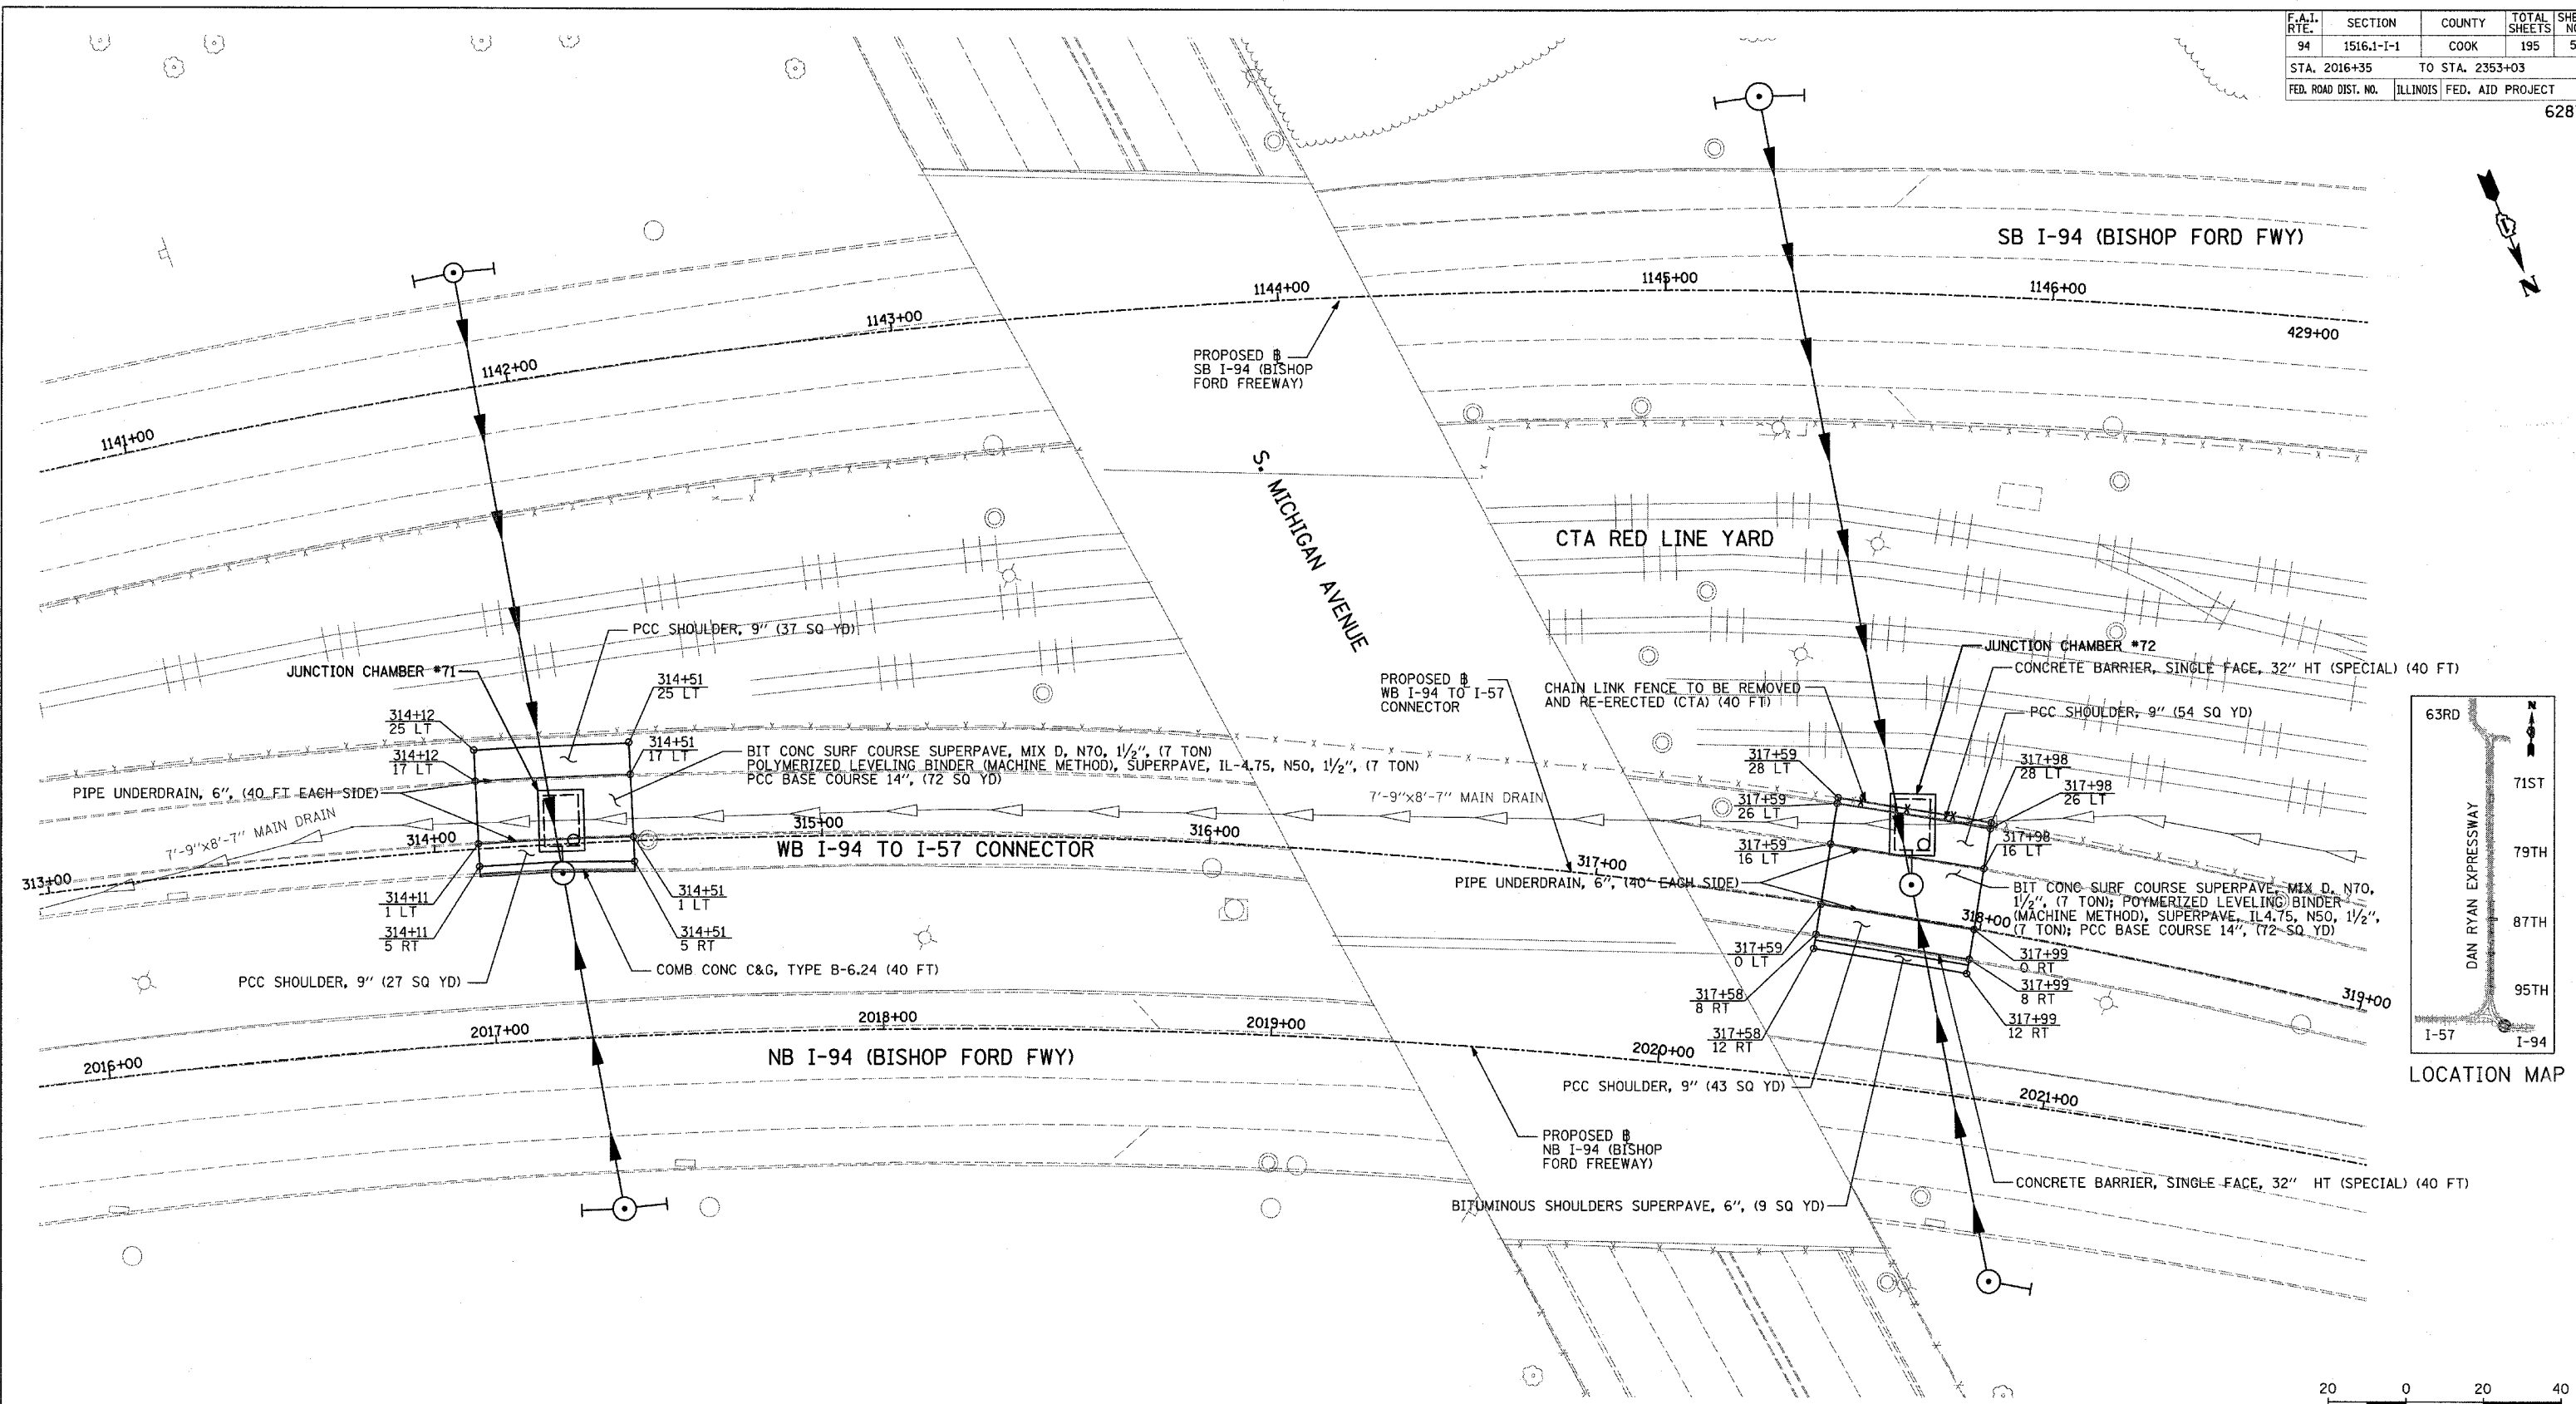 F.A.I. RTE. SECTION COUNTY TOTAL SHEETS
94 1516.1-I-1 COOK 195
STA. 2016+35 TO STA. 2353+03
FED. ROAD DIST. NO. ILLINOIS FED. AID PROJECT
628
N
SB I-94 (BISHOP FORD FWY)
1141+00
1142+00
1143+00
1144+00
1145+00
1146+00
429+00
PROPOSED B
SB I-94 (BISHOP
FORD FREEWAY)
S. MICHIGAN AVENUE
CTA RED LINE YARD
PCC SHOULDER, 9" (37 SQ YD)
JUNCTION CHAMBER #71
314+51
25 LT
314+12
25 LT
314+12
17 LT
314+51
17 LT
BIT CONC SURF COURSE SUPERPAVE, MIX D, N70, 1½", (7 TON)
POLYMERIZED LEVELING BINDER (MACHINE METHOD), SUPERPAVE, IL-4.75, N50, 1½", (7 TON)
PCC BASE COURSE 14", (72 SQ YD)
PIPE UNDERDRAIN, 6", (40 FT EACH SIDE)
7'-9"x8'-7" MAIN DRAIN
7'-9"x8'-7" MAIN DRAIN
313+00
314+00
315+00
316+00
317+00
318+00
319+00
WB I-94 TO I-57 CONNECTOR
314+11
1 LT
314+11
5 RT
314+51
1 LT
314+51
5 RT
PCC SHOULDER, 9" (27 SQ YD)
COMB CONC C&G, TYPE B-6.24 (40 FT)
PROPOSED B
WB I-94 TO I-57
CONNECTOR
CHAIN LINK FENCE TO BE REMOVED
AND RE-ERECTED (CTA) (40 FT)
JUNCTION CHAMBER #72
CONCRETE BARRIER, SINGLE FACE, 32" HT (SPECIAL) (40 FT)
PCC SHOULDER, 9" (54 SQ YD)
317+59
28 LT
317+59
26 LT
317+59
16 LT
317+98
28 LT
317+98
26 LT
317+98
16 LT
PIPE UNDERDRAIN, 6", (40' EACH SIDE)
BIT CONC SURF COURSE SUPERPAVE, MIX D, N70,
1½", (7 TON); POYMERIZED LEVELING BINDER
(MACHINE METHOD), SUPERPAVE, IL4.75, N50, 1½",
(7 TON); PCC BASE COURSE 14", (72 SQ YD)
317+59
0 LT
317+58
8 RT
317+58
12 RT
317+99
0 RT
317+99
8 RT
317+99
12 RT
PCC SHOULDER, 9" (43 SQ YD)
2016+00
2017+00
2018+00
2019+00
2020+00
2021+00
NB I-94 (BISHOP FORD FWY)
PROPOSED B
NB I-94 (BISHOP
FORD FREEWAY)
BITUMINOUS SHOULDERS SUPERPAVE, 6", (9 SQ YD)
CONCRETE BARRIER, SINGLE FACE, 32" HT (SPECIAL) (40 FT)
63RD
N
71ST
79TH
87TH
95TH
DAN RYAN EXPRESSWAY
I-57
I-94
LOCATION MAP
20 0 20 40